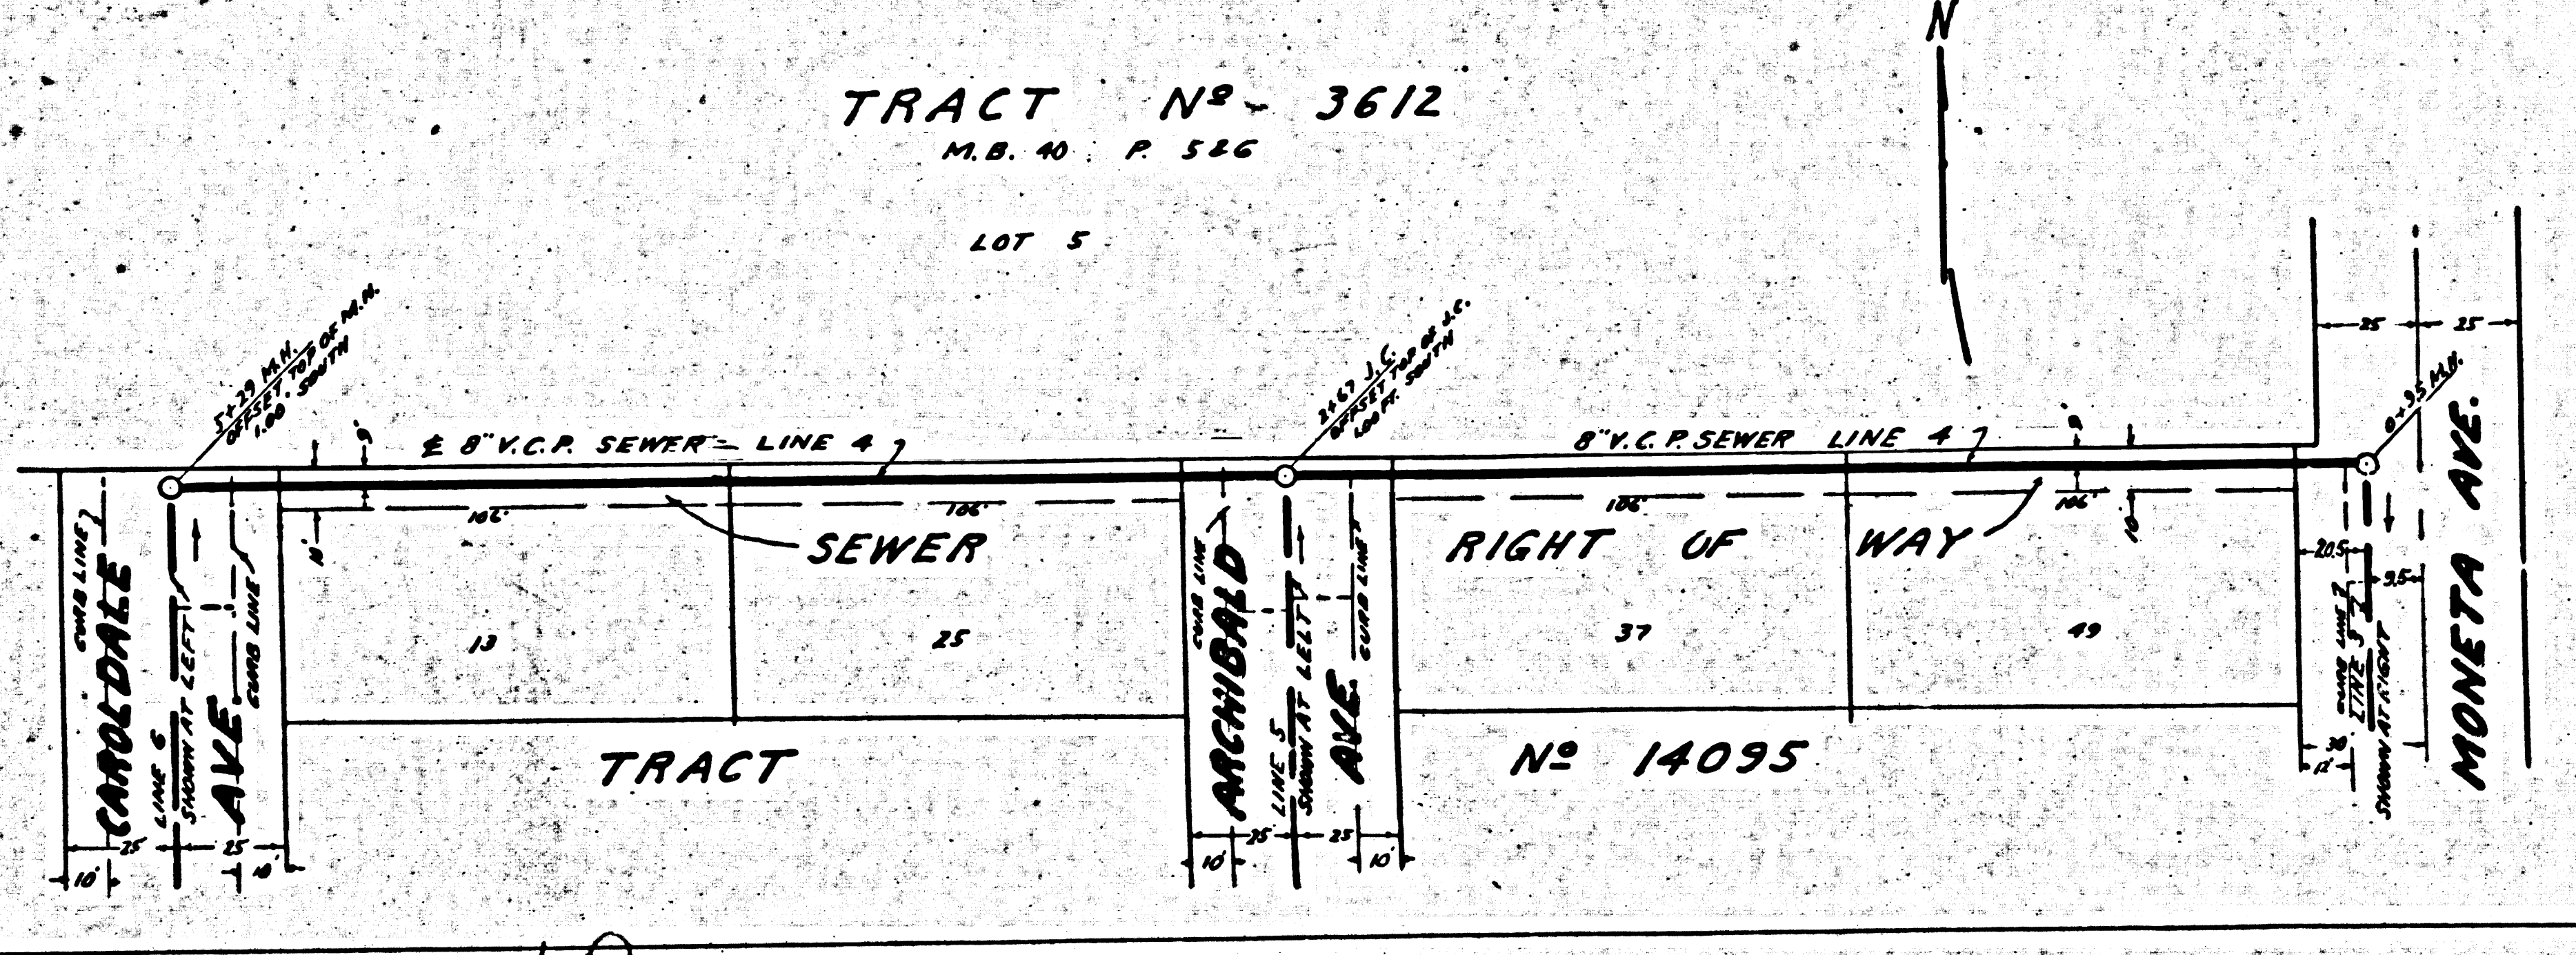 N
TRACT Nº 3612
M.B. 40 P. 5&6
LOT 5
5+29 M.H.
OFFSET TOP OF M.H.
1.00' SOUTH
2+67 J.C.
OFFSET TOP OF J.C.
1.00 FT. SOUTH
25 25
0+9.5 M.H.
℄ 8" V.C.P. SEWER - LINE 4
8" V.C.P. SEWER LINE 4
106' 106' 106' 106'
10'
SEWER RIGHT OF WAY
20.5
9.5
13 25 37 49
CURB LINE
CAROLDALE AVE.
LINE 6
SHOWN AT LEFT
CURB LINE
CURB LINE
ARCHIBALD AVE.
LINE 5
SHOWN AT LELT
CURB LINE
CURB LINE
LINE 3
SHOWN AT RIGHT
MONETA AVE.
TRACT Nº 14095
30
12'
25 25
10' 10'
25 25
10' 10'